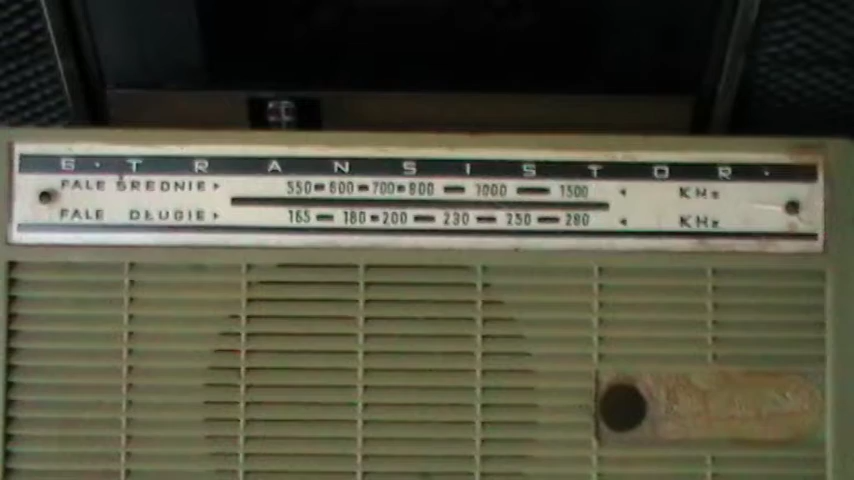 6·TRANSISTOR·
FALE ŚREDNIE 550 600 700 800 1000 1500 KHz
FALE DŁUGIE 165 180 200 230 250 280 KHz